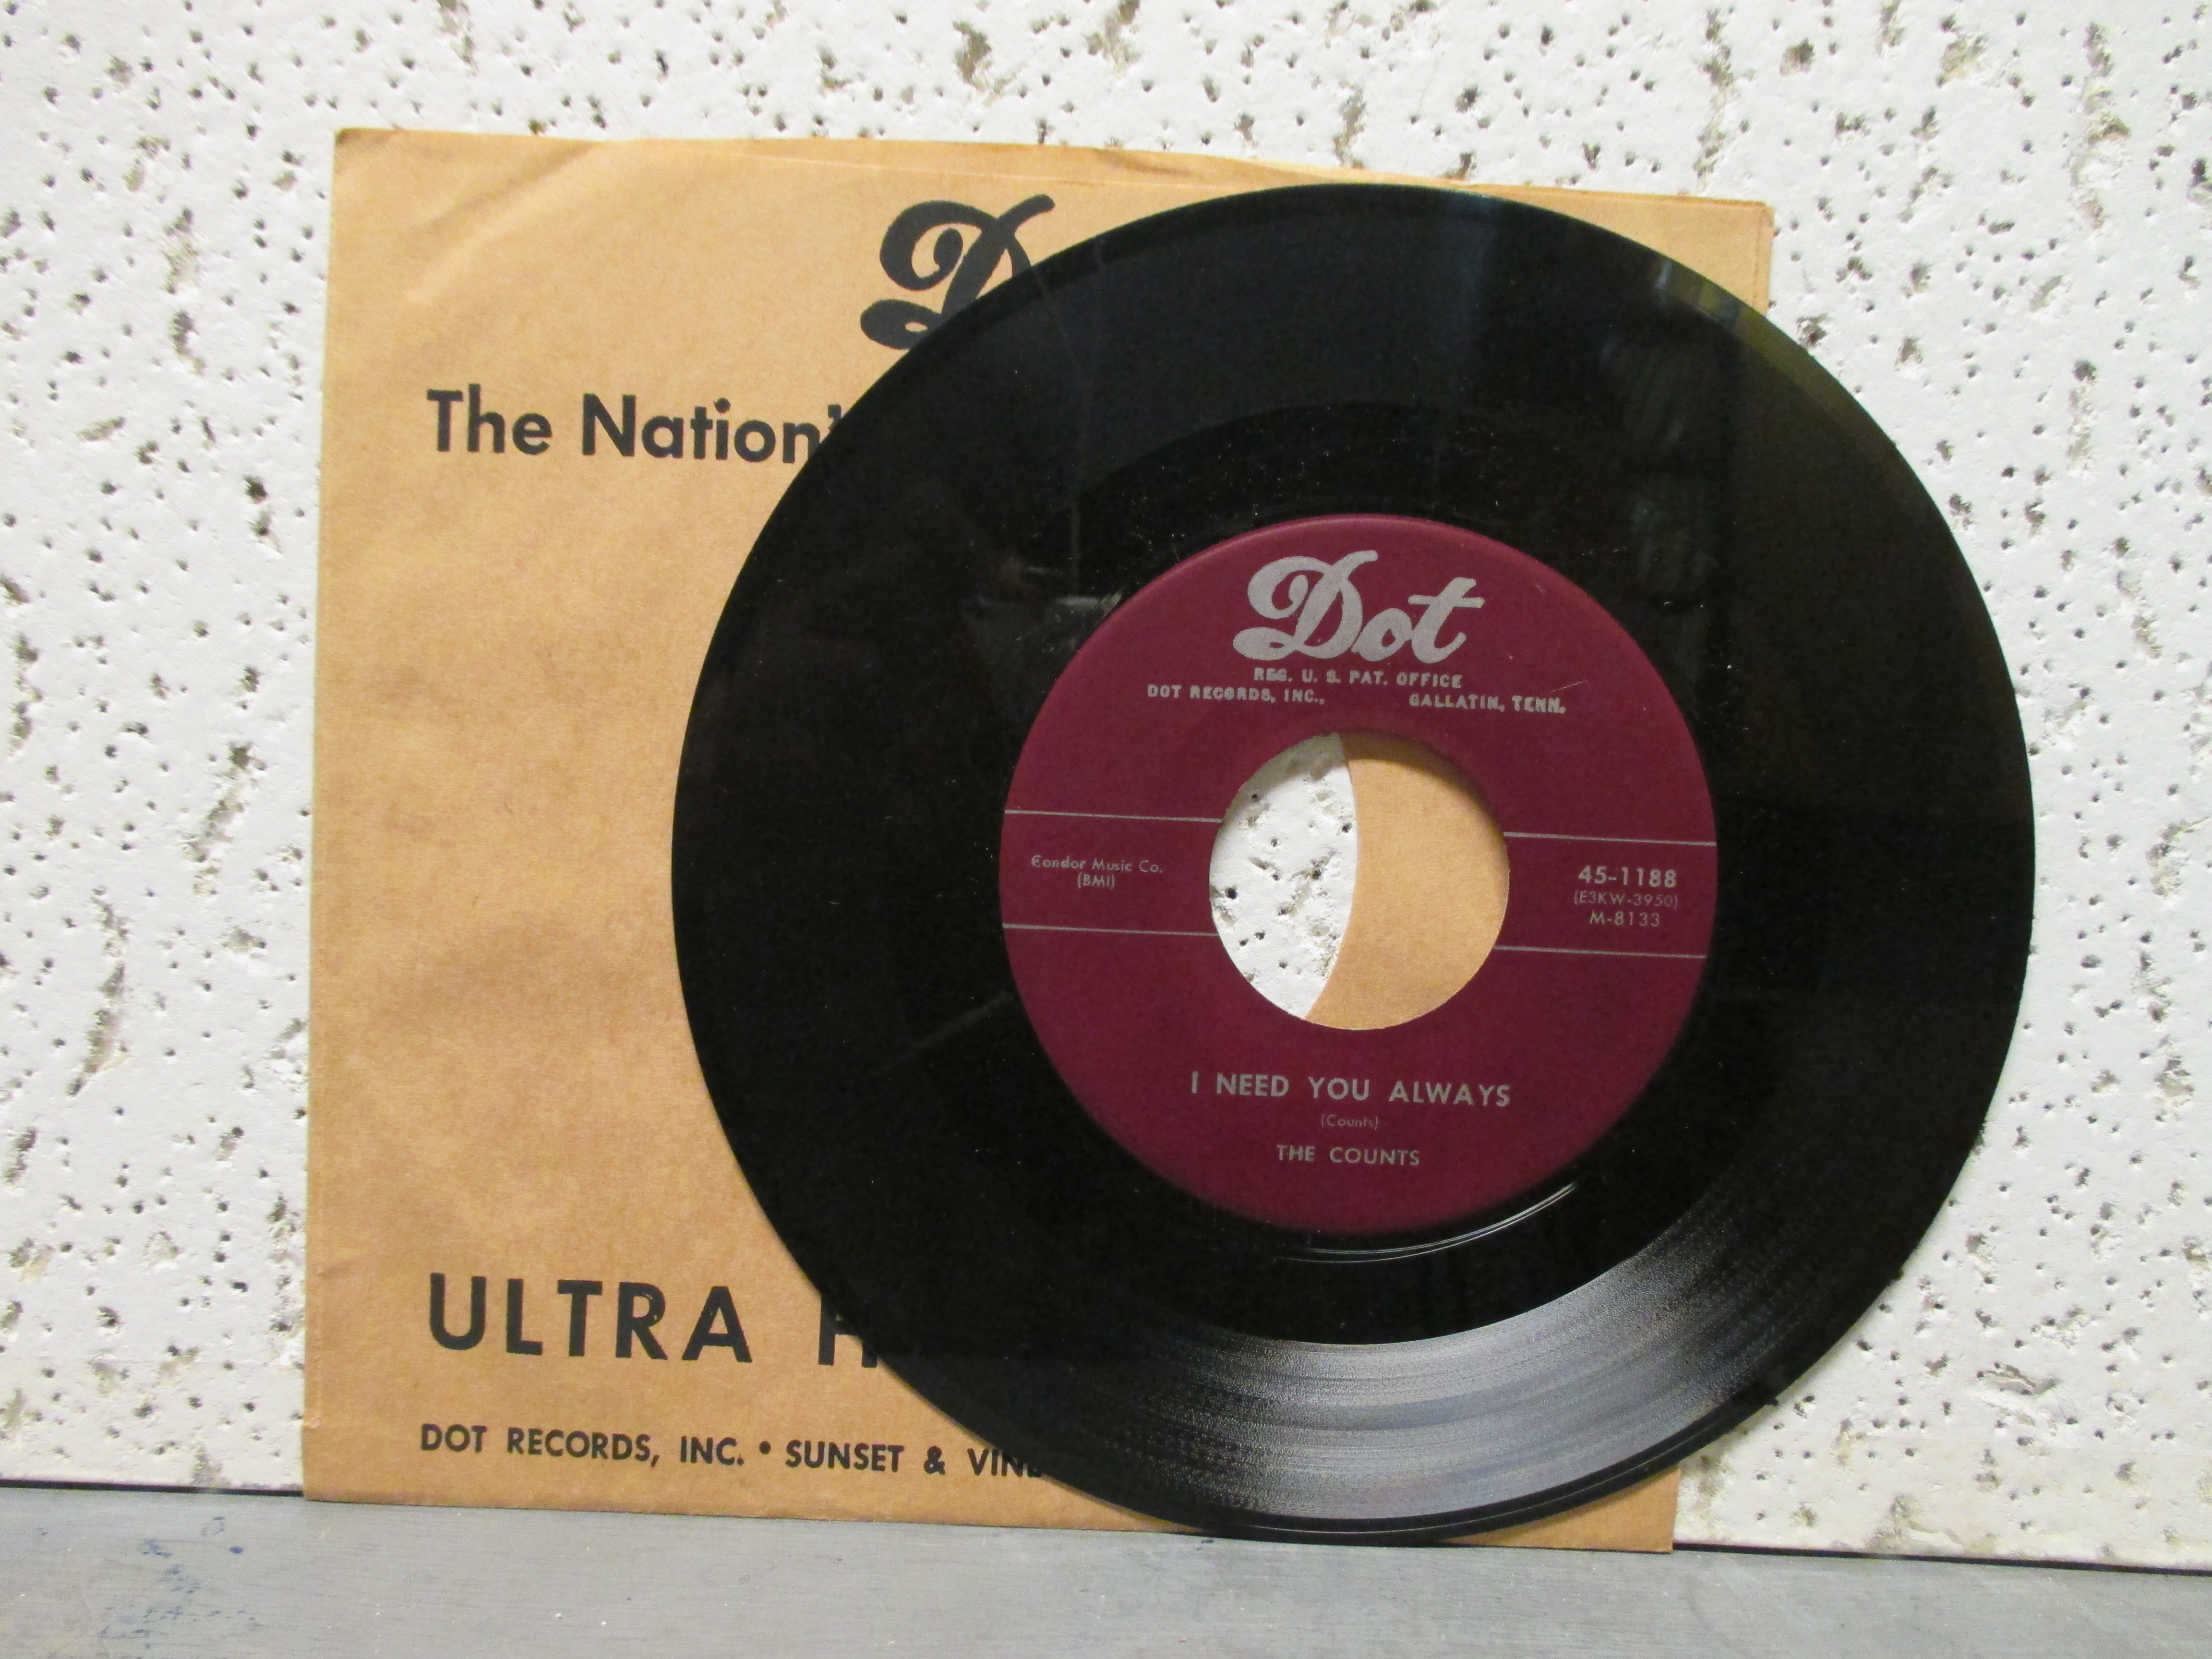 D
The Nation'
ULTRA H
DOT RECORDS, INC. • SUNSET & VINE
Dot
REG. U. S. PAT. OFFICE
DOT RECORDS, INC., GALLATIN, TENN.
Condor Music Co.
(BMI)
45-1188
(E3KW-3950)
M-8133
I NEED YOU ALWAYS
(Counts)
THE COUNTS